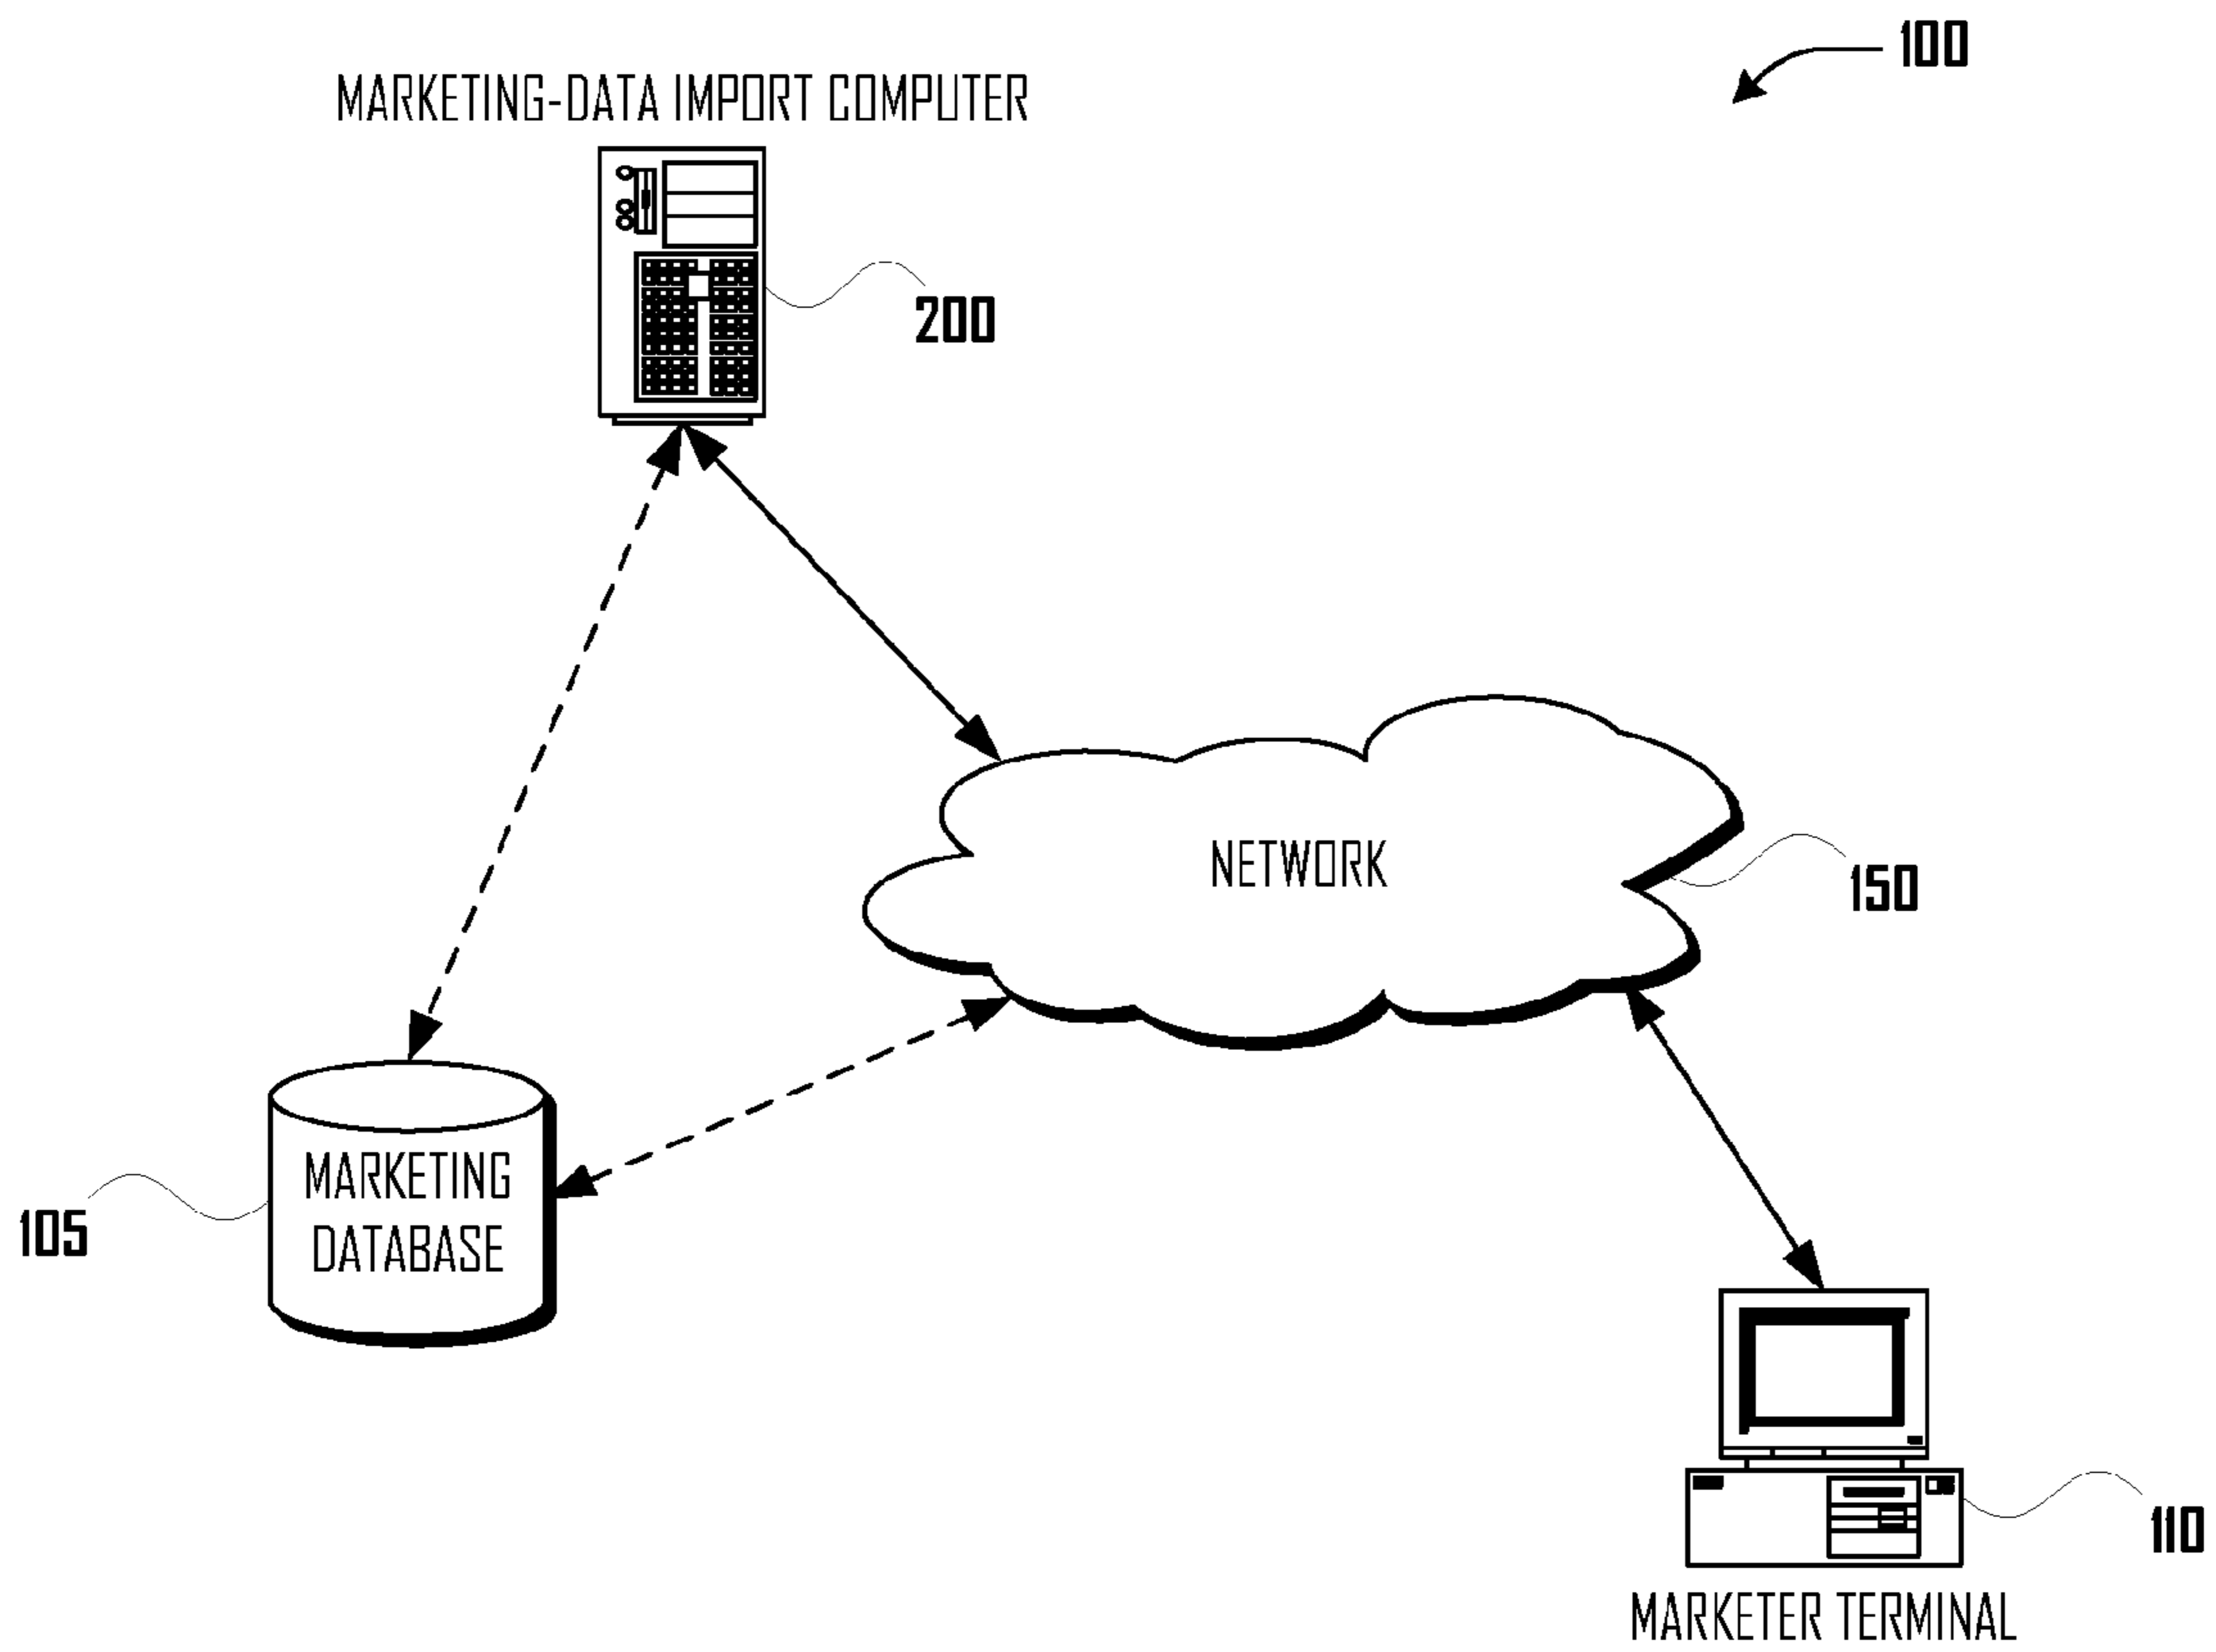 100
MARKETING-DATA IMPORT COMPUTER
200
NETWORK
150
MARKETING
DATABASE
105
110
MARKETER TERMINAL